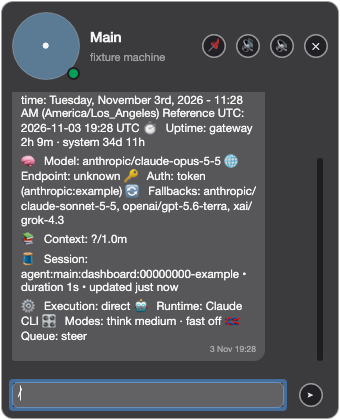 Main
fixture machine
time: Tuesday, November 3rd, 2026 - 11:28
AM (America/Los_Angeles) Reference UTC:
2026-11-03 19:28 UTC ⏱️ Uptime: gateway
2h 9m · system 34d 11h
🧠 Model: anthropic/claude-opus-5-5 🌐
Endpoint: unknown 🔑 Auth: token
(anthropic:example) 🔄 Fallbacks: anthropic/
claude-sonnet-5-5, openai/gpt-5.6-terra, xai/
grok-4.3
📚 Context: ?/1.0m
🧵 Session:
agent:main:dashboard:00000000-example •
duration 1s • updated just now
⚙️ Execution: direct 🤖 Runtime: Claude
CLI 🎛️ Modes: think medium · fast off 🪢
Queue: steer
3 Nov 19:28
/